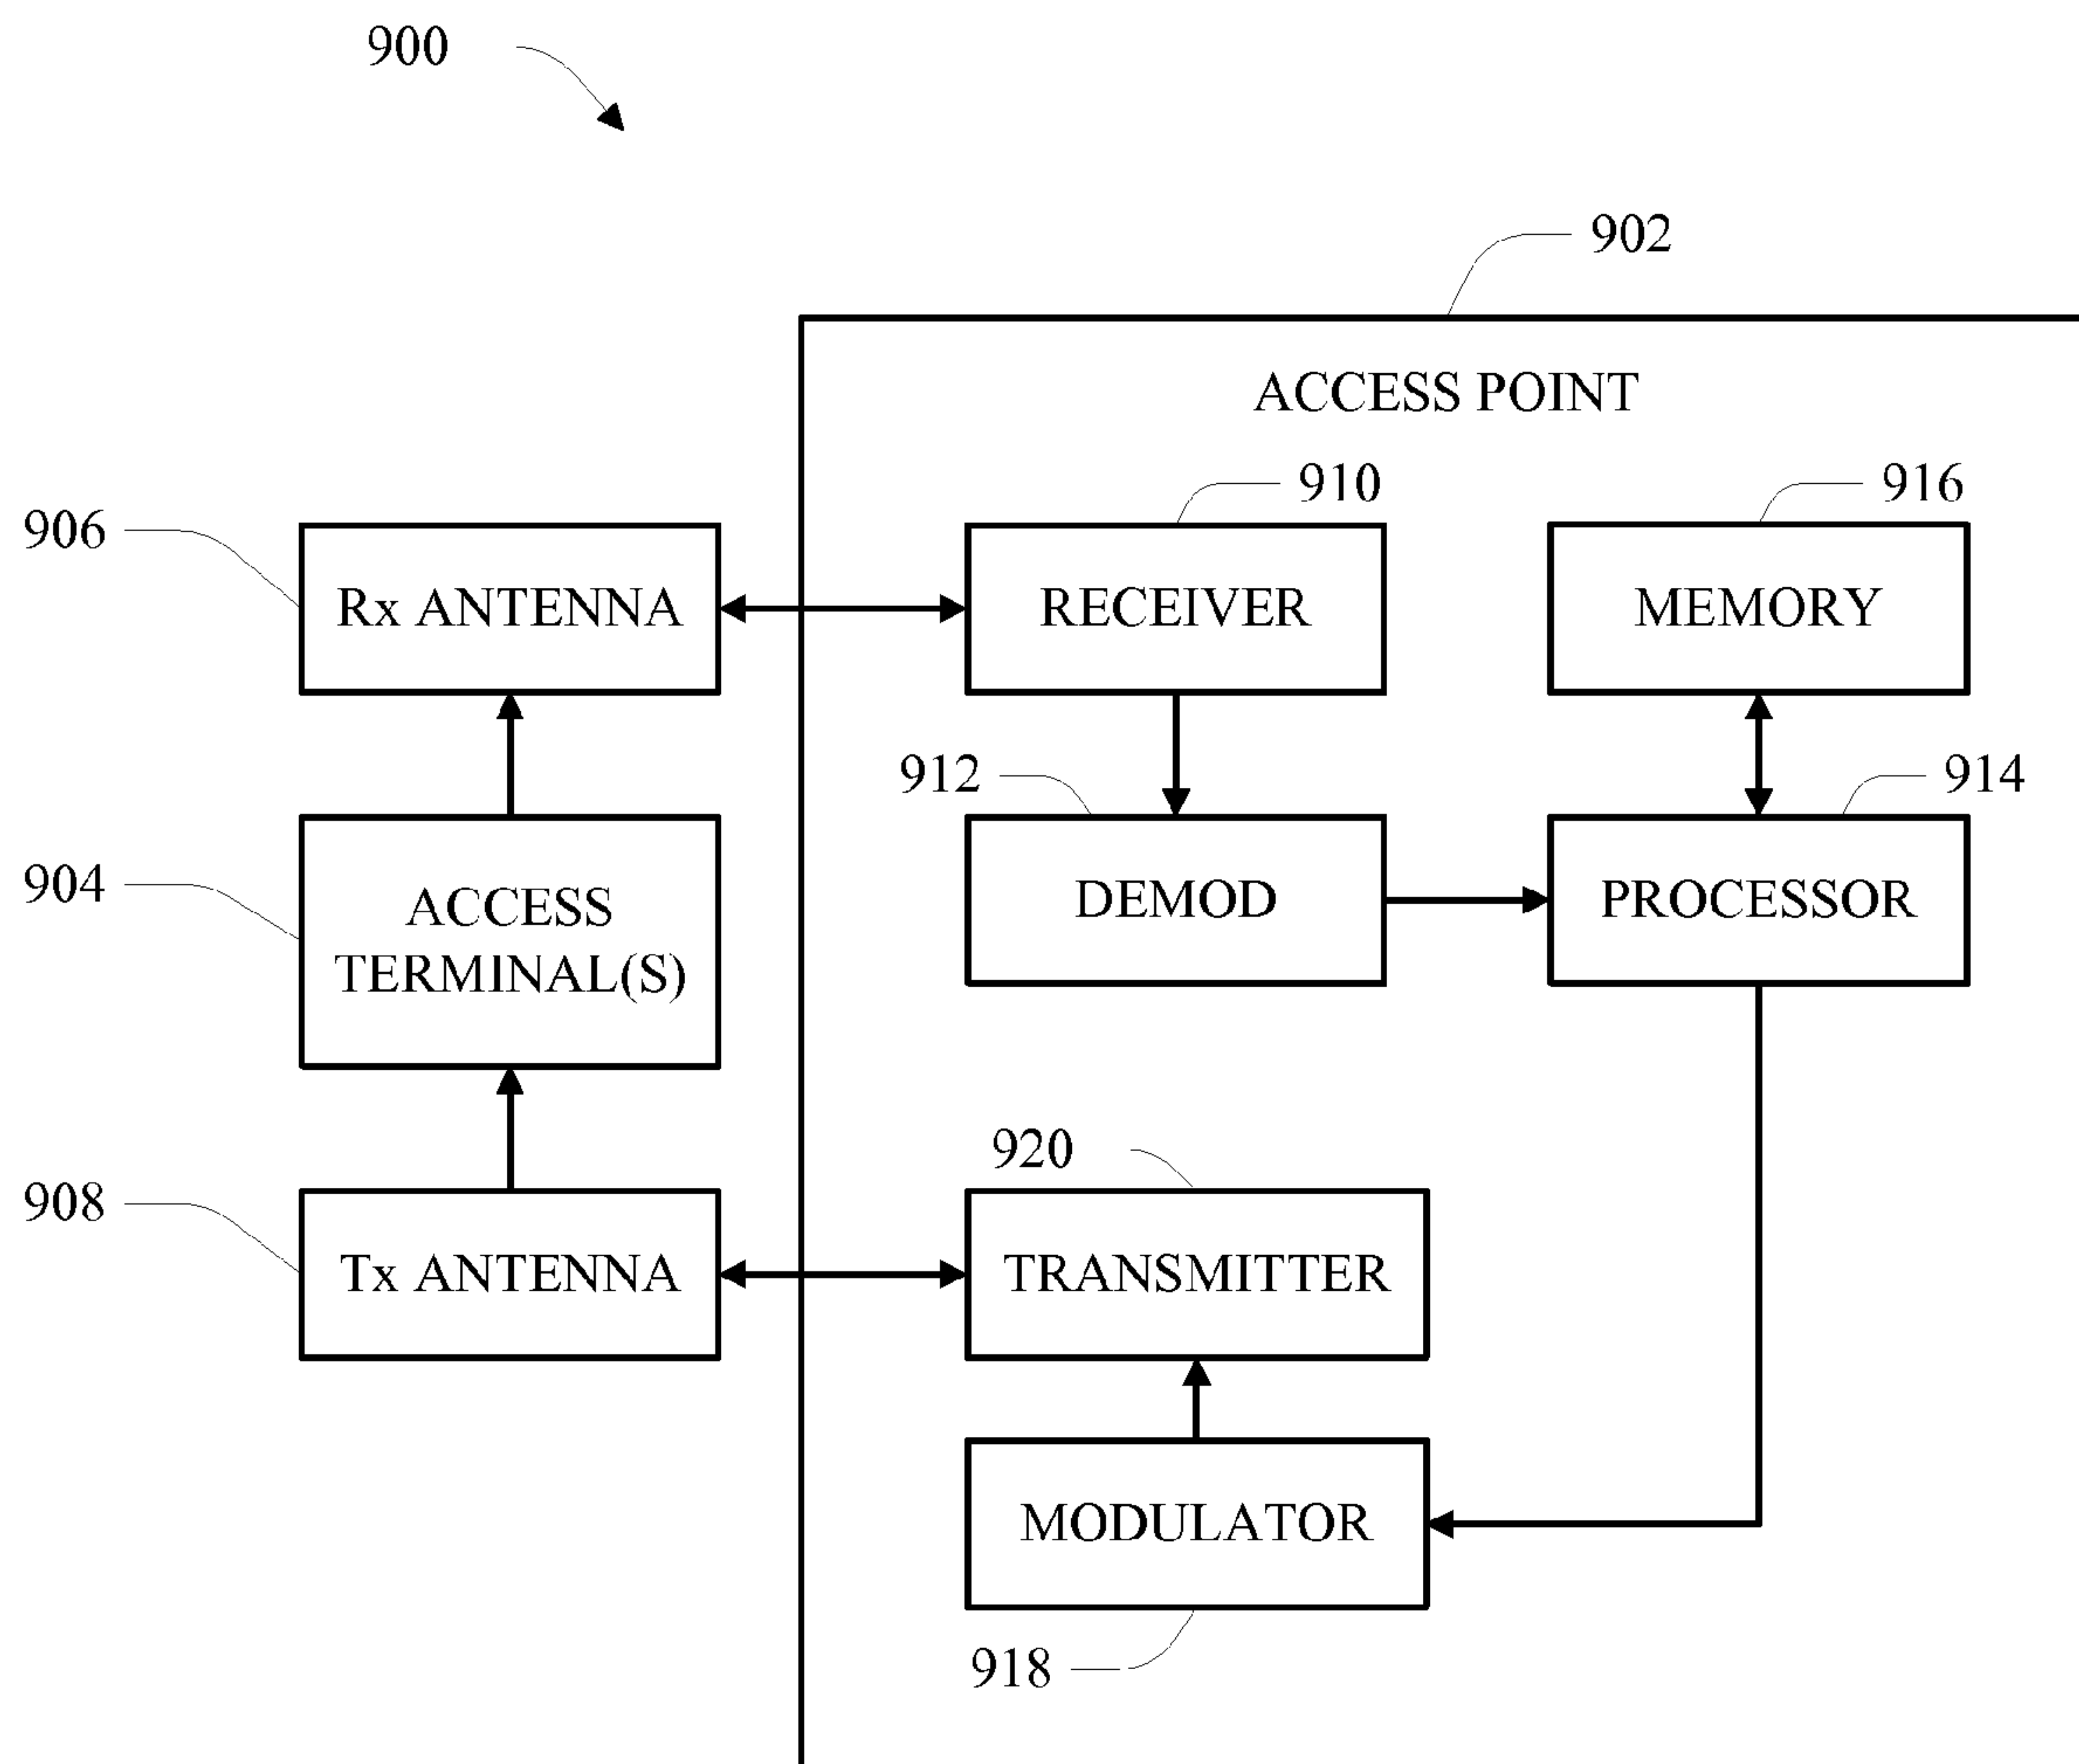 900
902
ACCESS POINT
910
916
906
Rx ANTENNA
RECEIVER
MEMORY
912
914
904
ACCESS
TERMINAL(S)
DEMOD
PROCESSOR
920
908
Tx ANTENNA
TRANSMITTER
MODULATOR
918